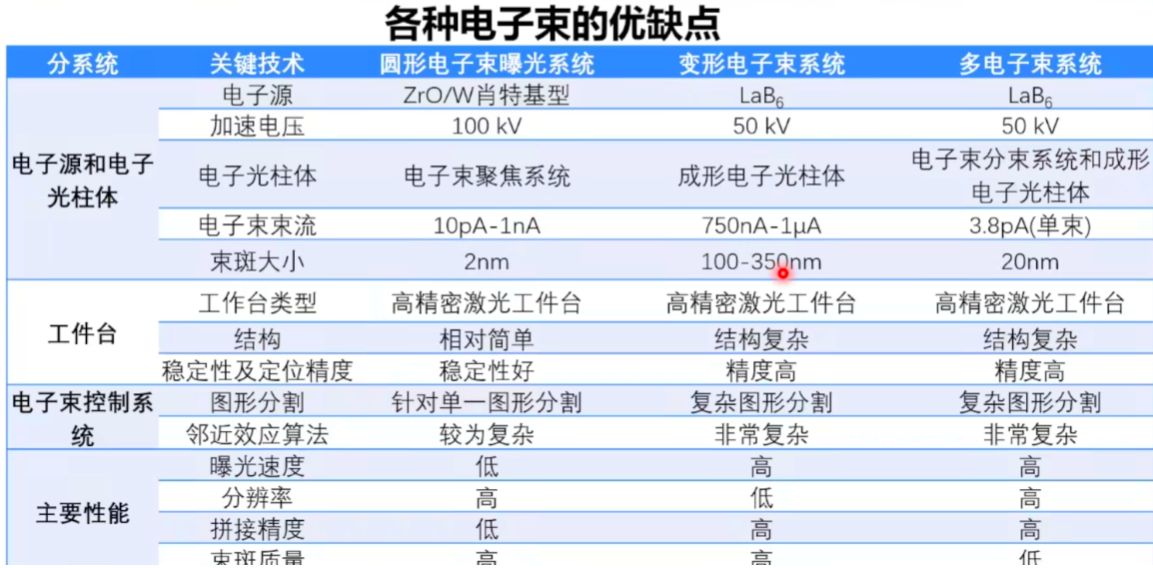 各种电子束的优缺点
分系统 关键技术 圆形电子束曝光系统 变形电子束系统 多电子束系统
电子源和电子光柱体 电子源 ZrO/W肖特基型 LaB₆ LaB₆
加速电压 100 kV 50 kV 50 kV
电子光柱体 电子束聚焦系统 成形电子光柱体 电子束分束系统和成形电子光柱体
电子束束流 10pA-1nA 750nA-1μA 3.8pA(单束)
束斑大小 2nm 100-350nm 20nm
工件台 工作台类型 高精密激光工件台 高精密激光工件台 高精密激光工件台
结构 相对简单 结构复杂 结构复杂
稳定性及定位精度 稳定性好 精度高 精度高
电子束控制系统 图形分割 针对单一图形分割 复杂图形分割 复杂图形分割
邻近效应算法 较为复杂 非常复杂 非常复杂
主要性能 曝光速度 低 高 高
分辨率 高 低 高
拼接精度 低 高 高
束斑质量 高 高 低